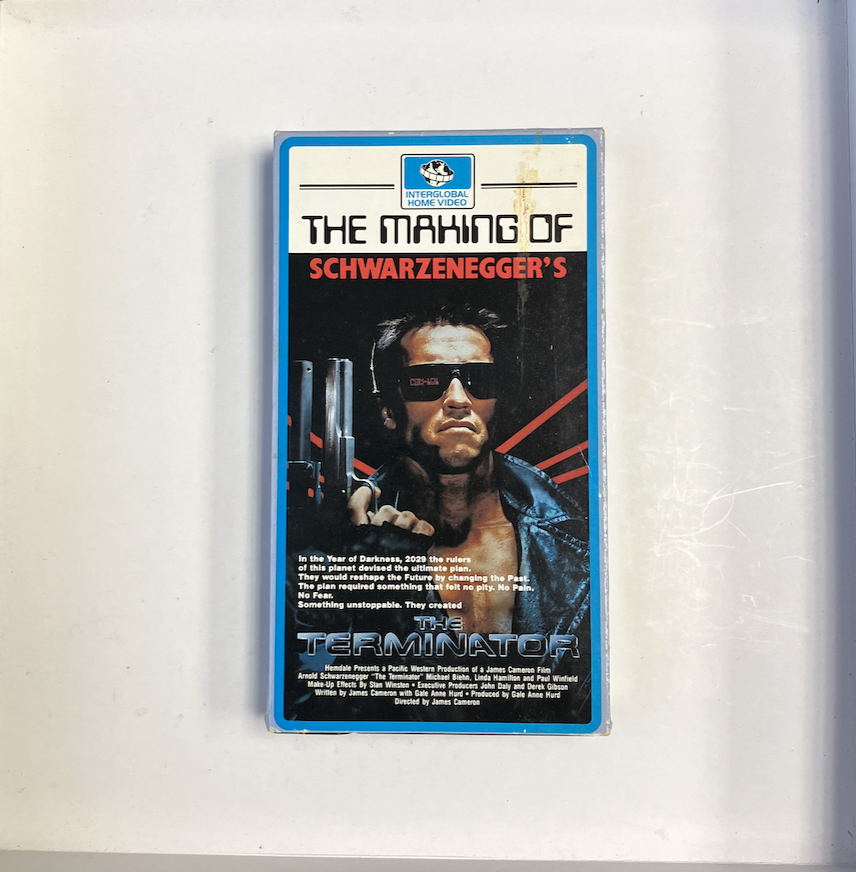 INTERGLOBAL
HOME VIDEO
THE MAKING OF
SCHWARZENEGGER'S
In the Year of Darkness, 2029 the rulers
of this planet devised the ultimate plan.
They would reshape the Future by changing the Past.
The plan required something that felt no pity. No Pain.
No Fear.
Something unstoppable. They created
THE
TERMINATOR
Hemdale Presents a Pacific Western Production of a James Cameron Film
Arnold Schwarzenegger "The Terminator" Michael Biehn, Linda Hamilton and Paul Winfield
Make-Up Effects By Stan Winston • Executive Producers John Daly and Derek Gibson
Written by James Cameron with Gale Anne Hurd • Produced by Gale Anne Hurd
Directed by James Cameron